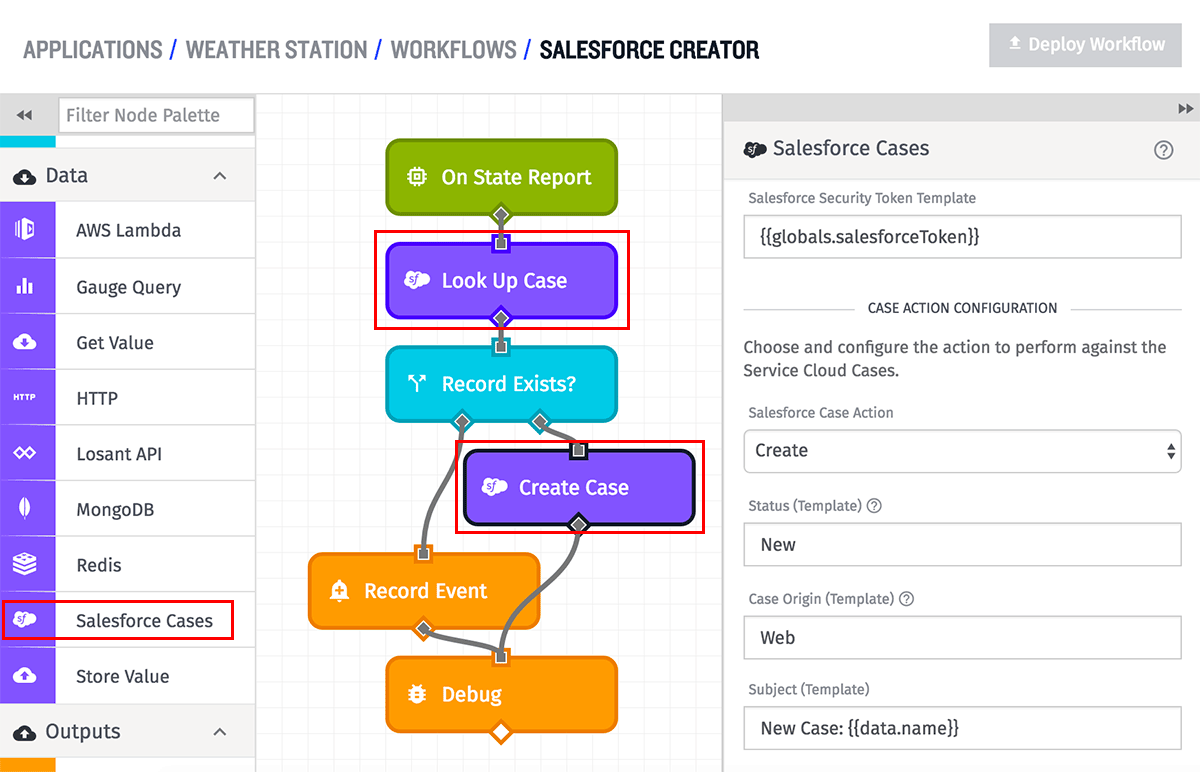 APPLICATIONS / WEATHER STATION / WORKFLOWS / SALESFORCE CREATOR
Deploy Workflow
Filter Node Palette
Data
AWS Lambda
Gauge Query
Get Value
HTTP
HTTP
Losant API
MongoDB
Redis
sf
Salesforce Cases
Store Value
Outputs
On State Report
sf
Look Up Case
Record Exists?
sf
Create Case
Record Event
Debug
sf
Salesforce Cases
?
Salesforce Security Token Template
{{globals.salesforceToken}}
CASE ACTION CONFIGURATION
Choose and configure the action to perform against the
Service Cloud Cases.
Salesforce Case Action
Create
Status (Template) ?
New
Case Origin (Template) ?
Web
Subject (Template)
New Case: {{data.name}}